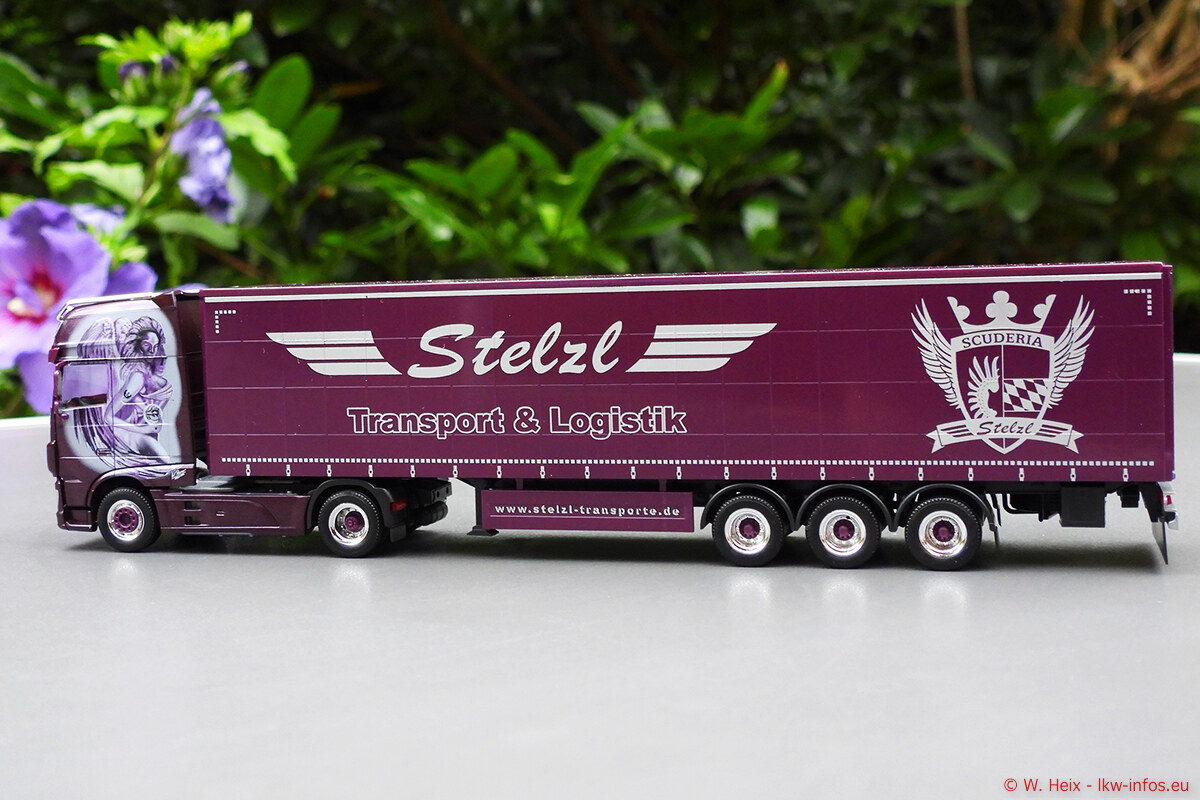 Stelzl
Transport & Logistik
SCUDERIA
Stelzl
www.stelzl-transporte.de
© W. Heix - lkw-infos.eu